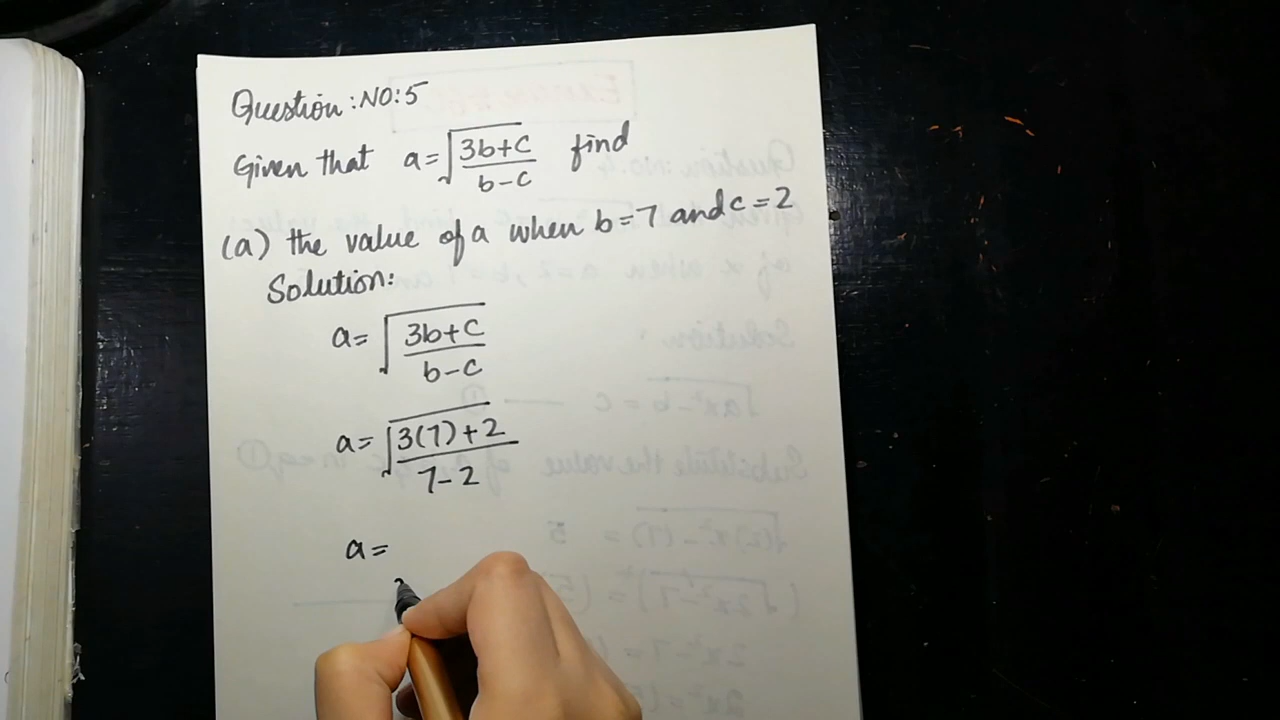 Question: NO:5
Given that a=√(3b+c)/(b-c) find
(a) the value of a when b=7 and c=2
Solution:
a=√(3b+c)/(b-c)
a=√(3(7)+2)/(7-2)
a=